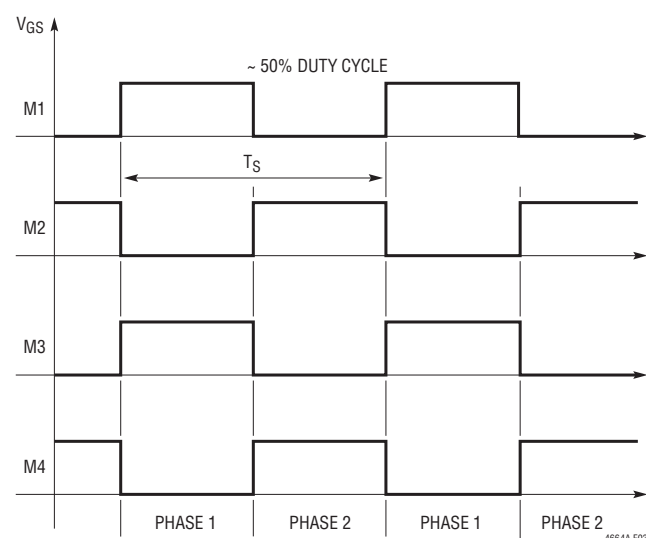 VGS
~ 50% DUTY CYCLE
M1
TS
M2
M3
M4
PHASE 1 PHASE 2 PHASE 1 PHASE 2